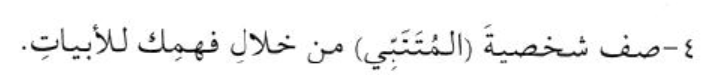 ٤-صف شخصيةَ (المُتَنَبِّي) من خلالِ فهمِك للأبياتِ.